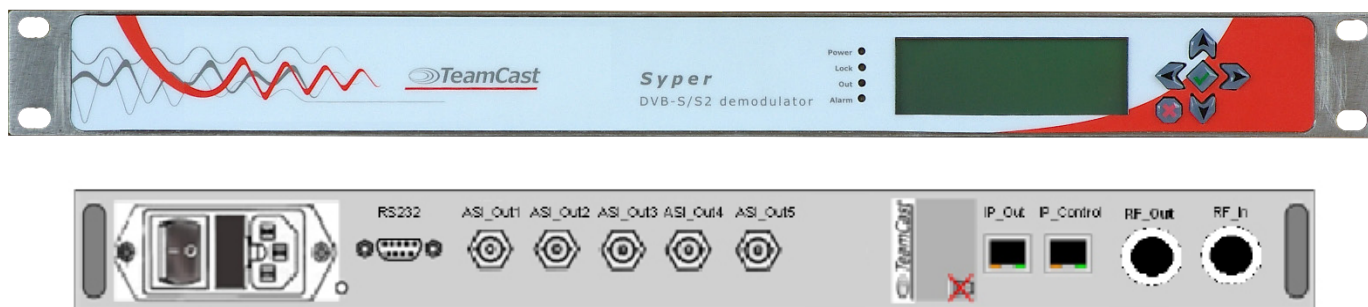 TeamCast
Syper
DVB-S/S2 demodulator
Power
Lock
Out
Alarm
RS232
ASI_Out1 ASI_Out2 ASI_Out3 ASI_Out4 ASI_Out5
TeamCast
IP_Out IP_Control RF_Out RF_In